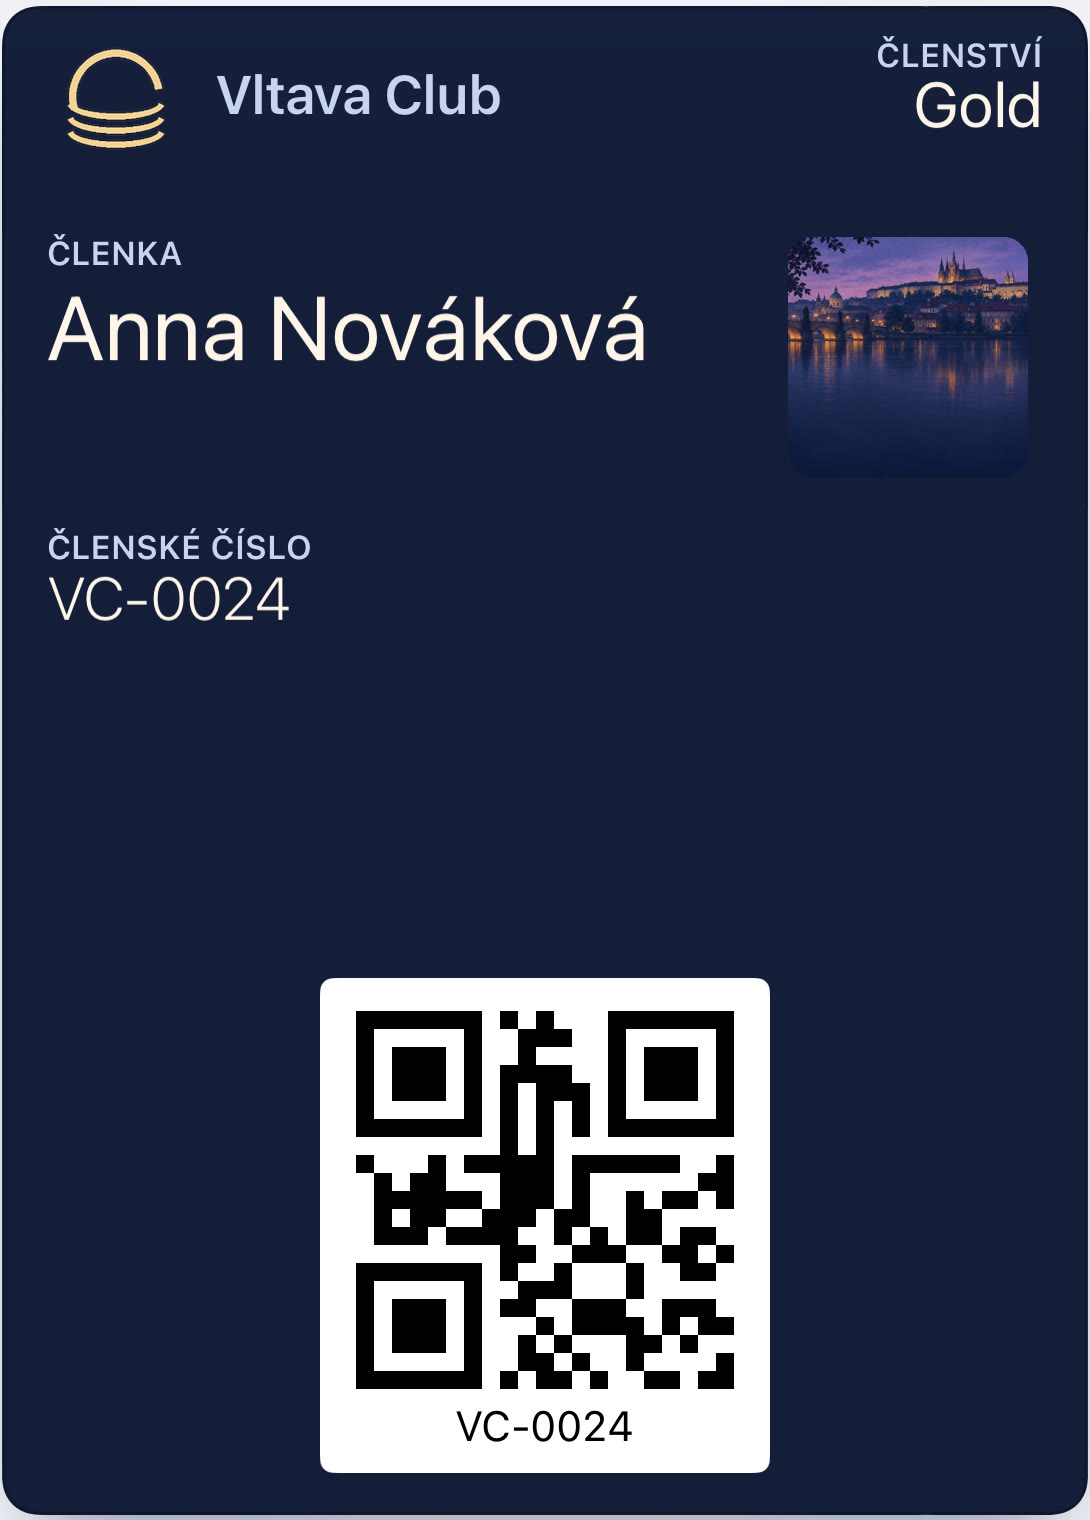 Vltava Club
ČLENSTVÍ
Gold
ČLENKA
Anna Nováková
ČLENSKÉ ČÍSLO
VC-0024
VC-0024